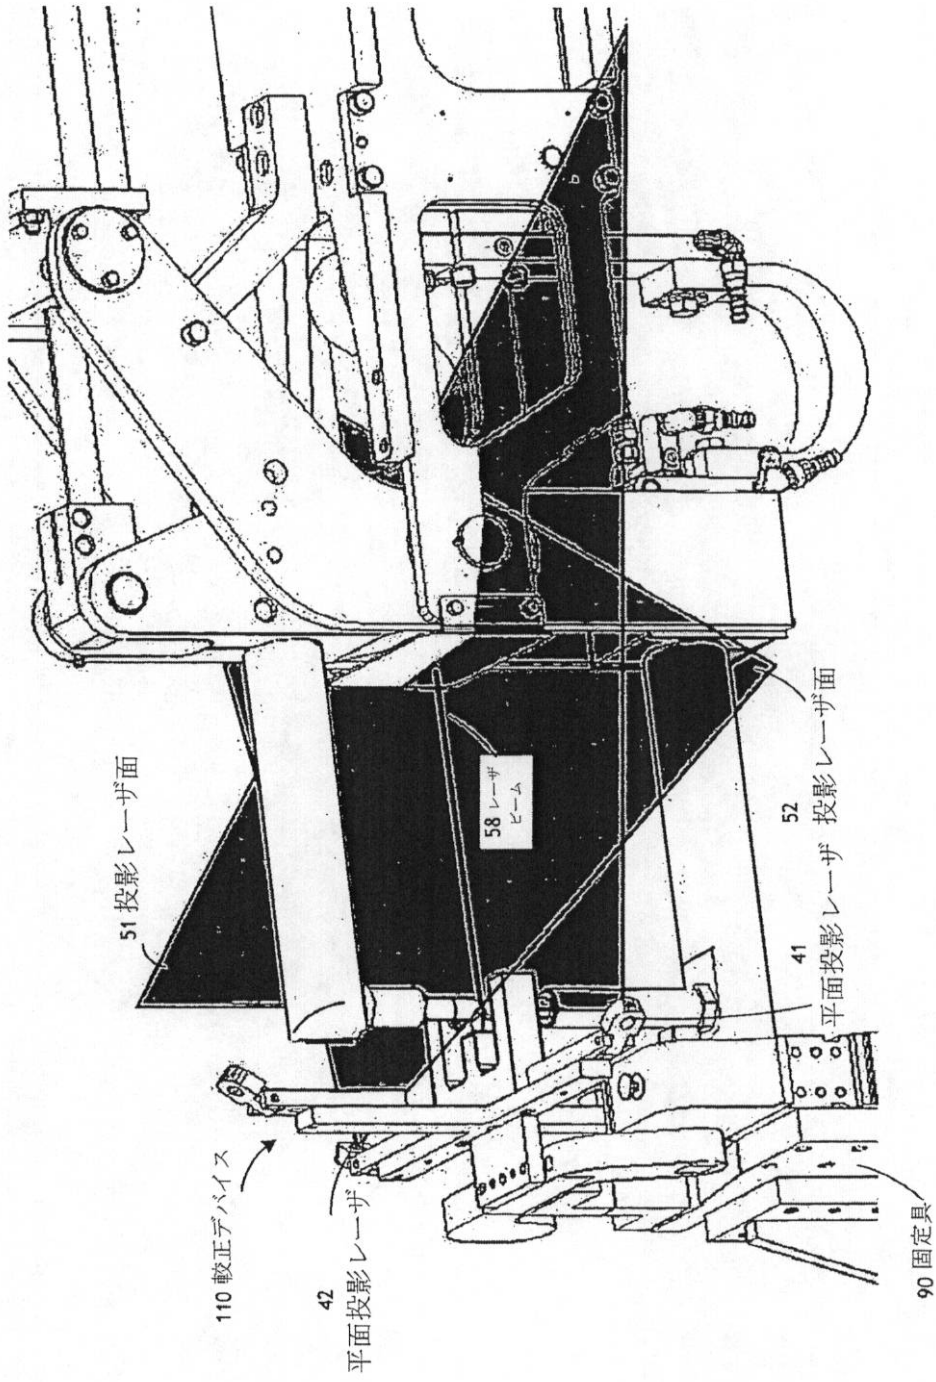 110 較正デバイス
51 投影レーザ面
42
平面投影レーザ
58 レーザ
ビーム
41
平面投影レーザ
52
投影レーザ面
90 固定具